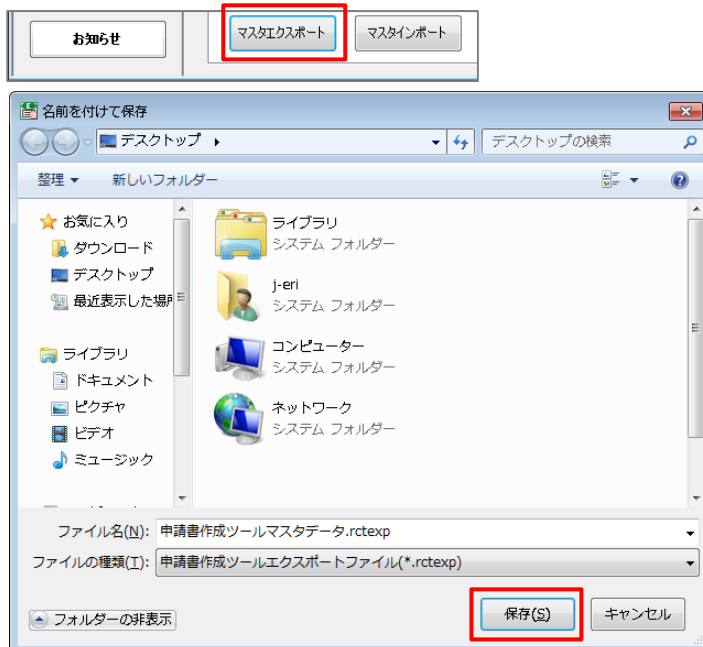 お知らせ
マスタエクスポート
マスタインポート
名前を付けて保存
デスクトップ
デスクトップの検索
整理
新しいフォルダー
お気に入り
ダウンロード
デスクトップ
最近表示した場所
ライブラリ
ドキュメント
ピクチャ
ビデオ
ミュージック
ライブラリ
システム フォルダー
j-eri
システム フォルダー
コンピューター
システム フォルダー
ネットワーク
システム フォルダー
ファイル名(N): 申請書作成ツールマスタデータ.rctexp
ファイルの種類(T): 申請書作成ツールエクスポートファイル(*.rctexp)
フォルダーの非表示
保存(S)
キャンセル